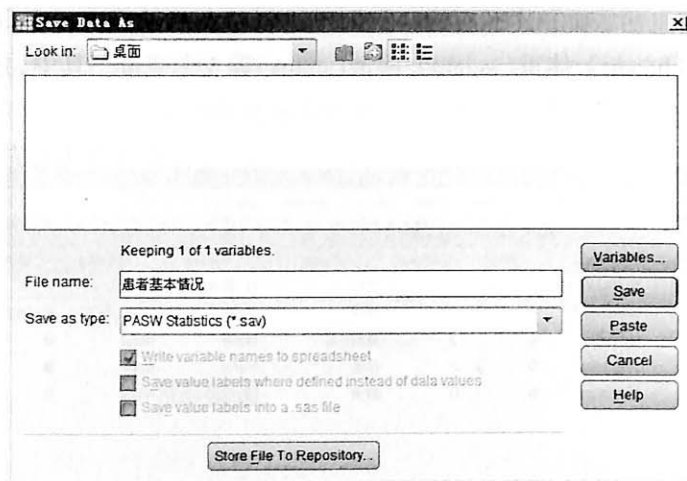 Save Data As
Look in: 桌面
Keeping 1 of 1 variables.
Variables...
File name: 患者基本情况
Save
Save as type: PASW Statistics (*.sav)
Paste
Write variable names to spreadsheet
Cancel
Save value labels where defined instead of data values
Save value labels into a .sas file
Help
Store File To Repository...